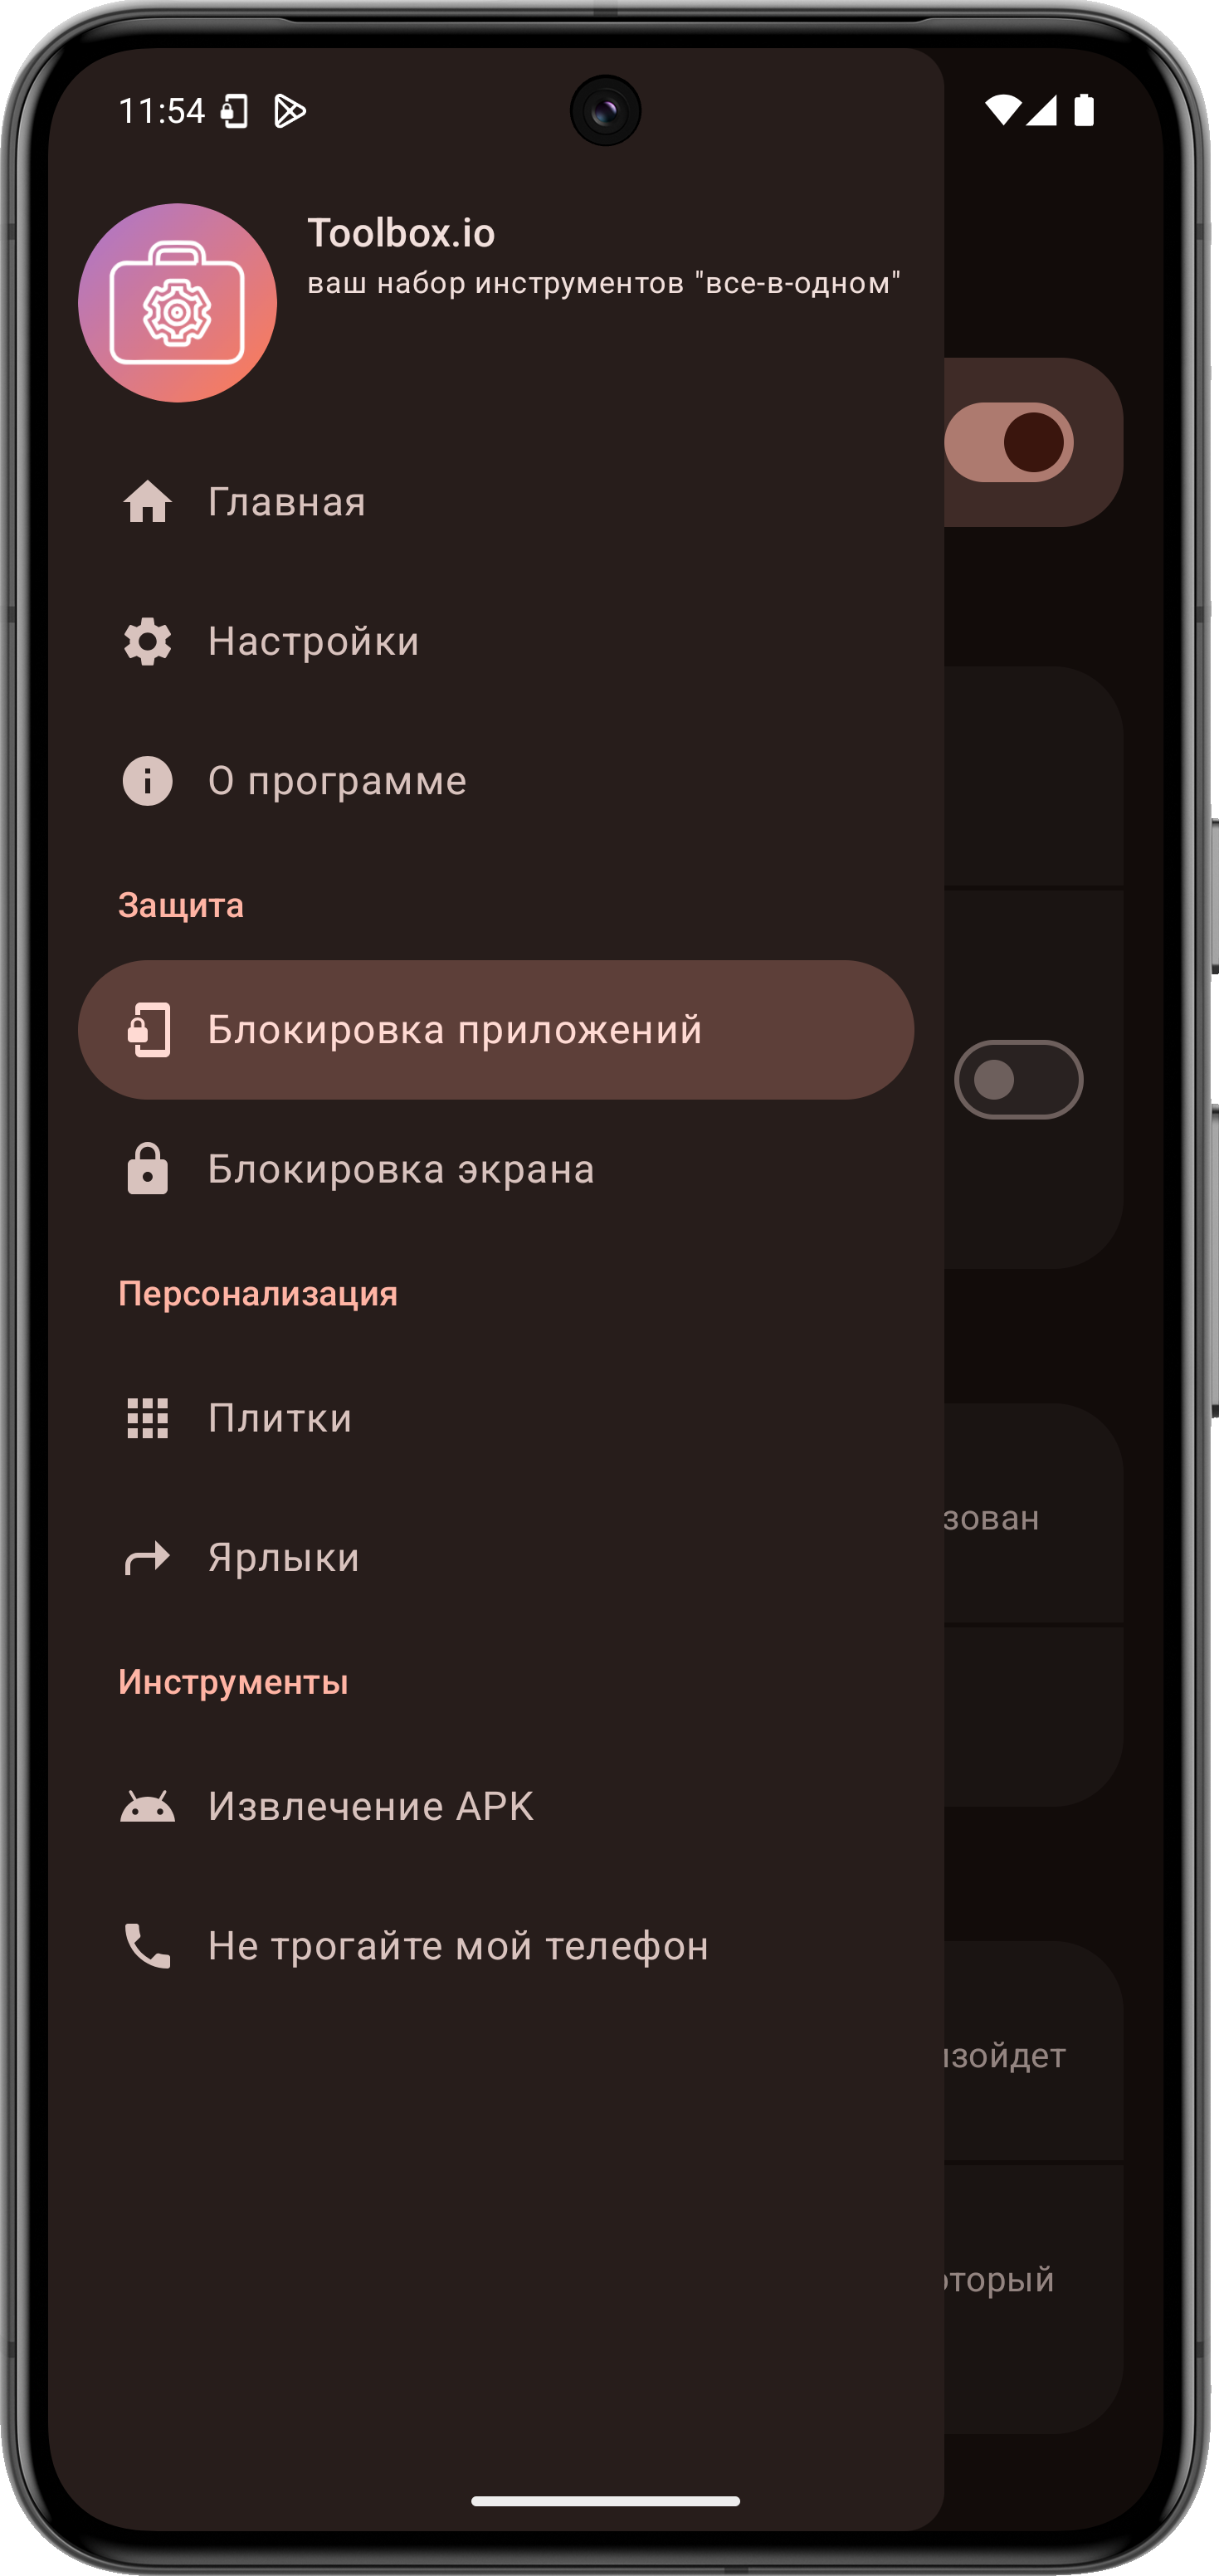 11:54
Toolbox.io
ваш набор инструментов "все-в-одном"
Главная
Настройки
О программе
Защита
Блокировка приложений
Блокировка экрана
Персонализация
Плитки
зован
Ярлыки
Инструменты
Извлечение APK
Не трогайте мой телефон
изойдет
оторый